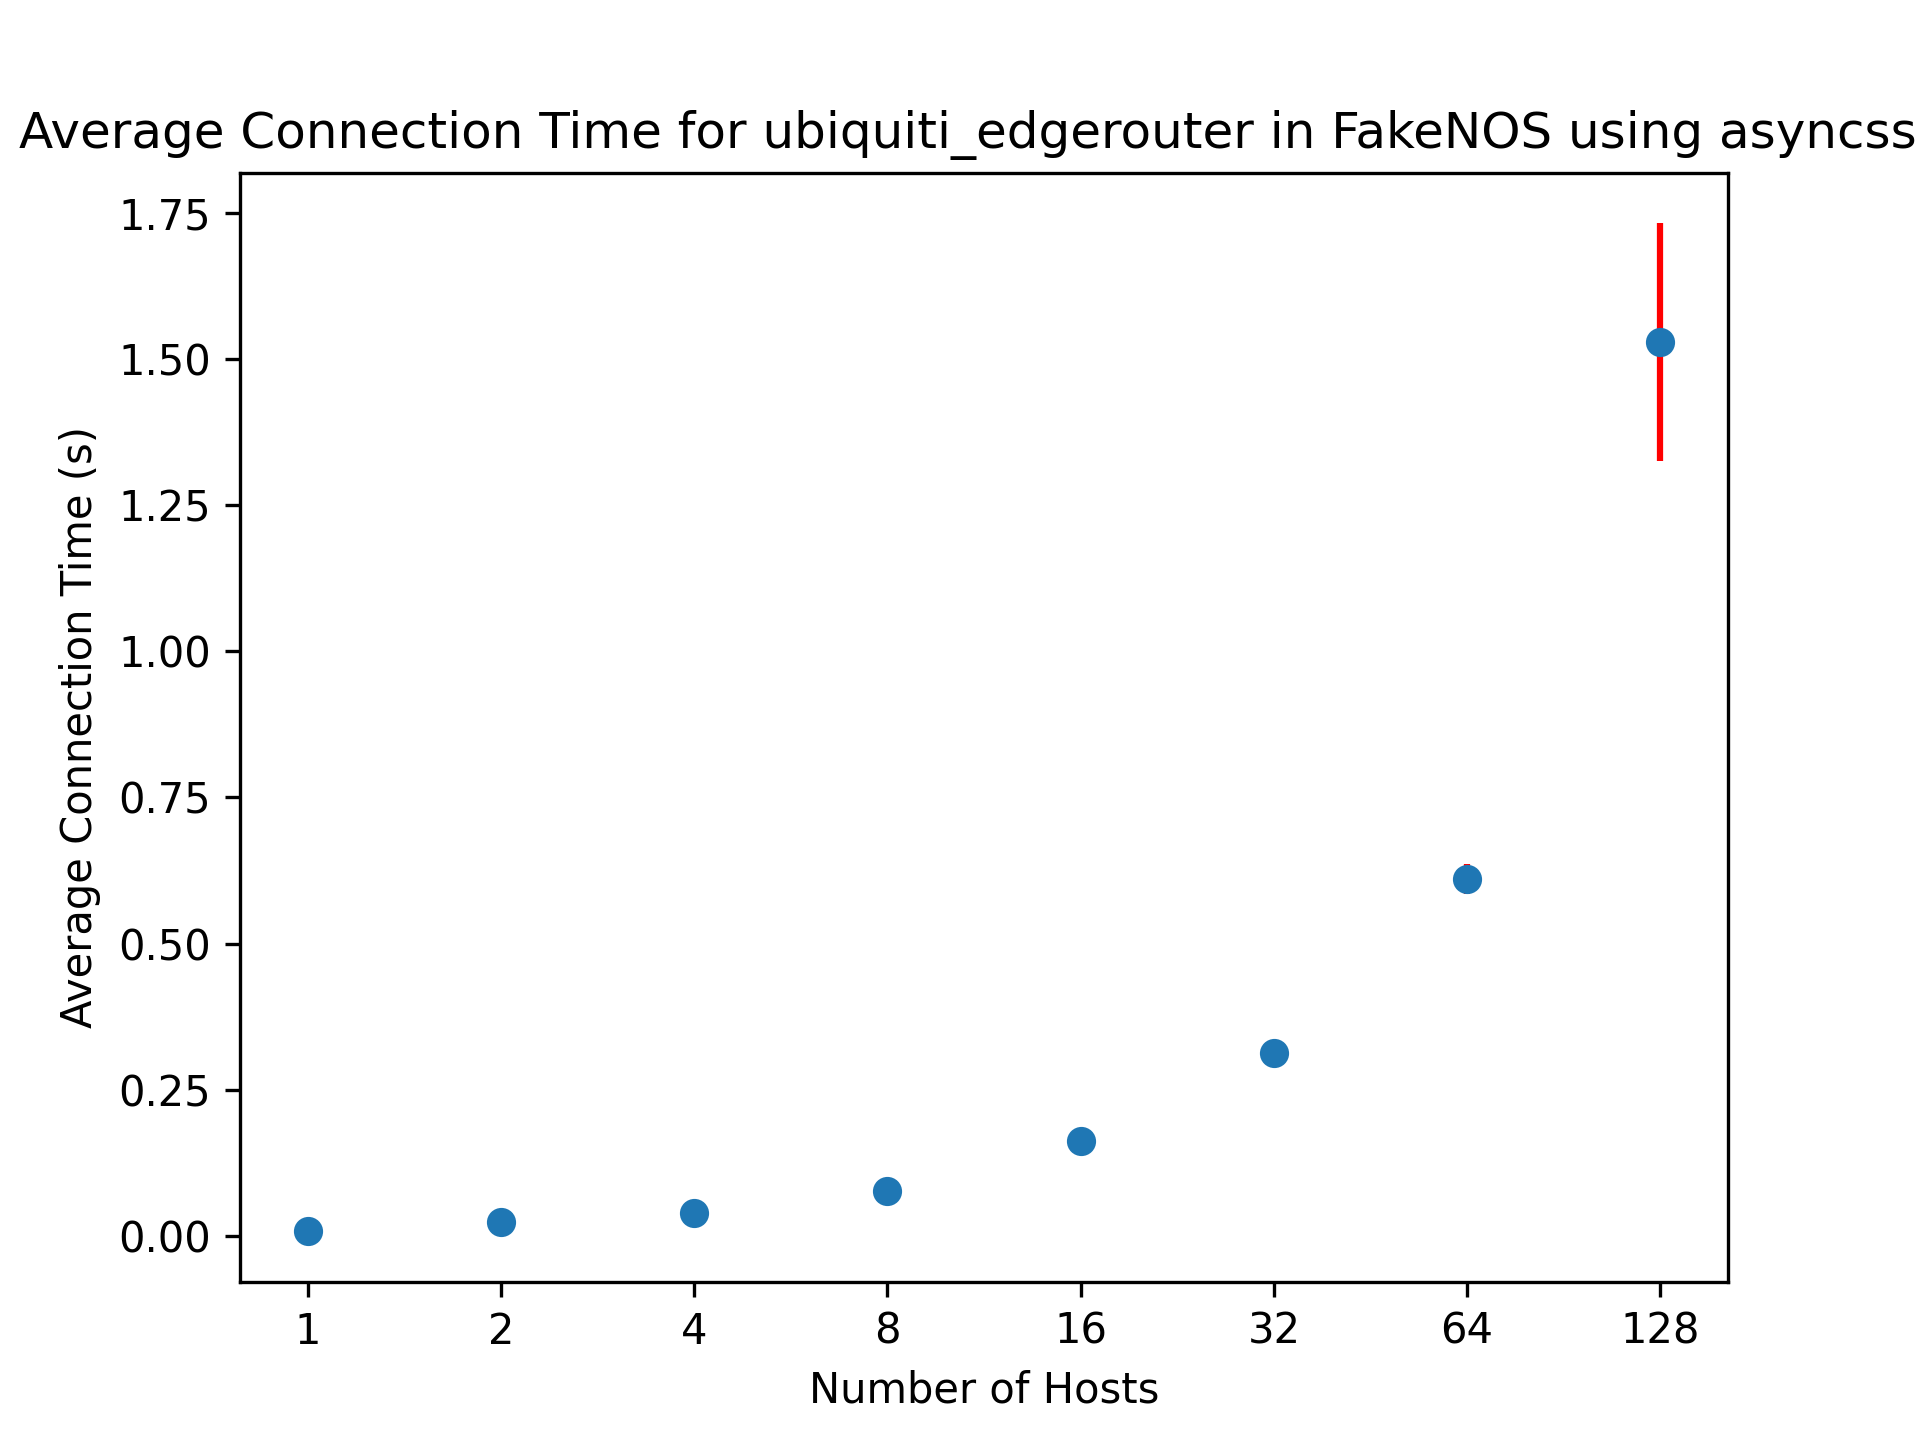 Average Connection Time for ubiquiti_edgerouter in FakeNOS using asyncss
1.75
1.50
1.25
1.00
0.75
0.50
0.25
0.00
Average Connection Time (s)
1 2 4 8 16 32 64 128
Number of Hosts